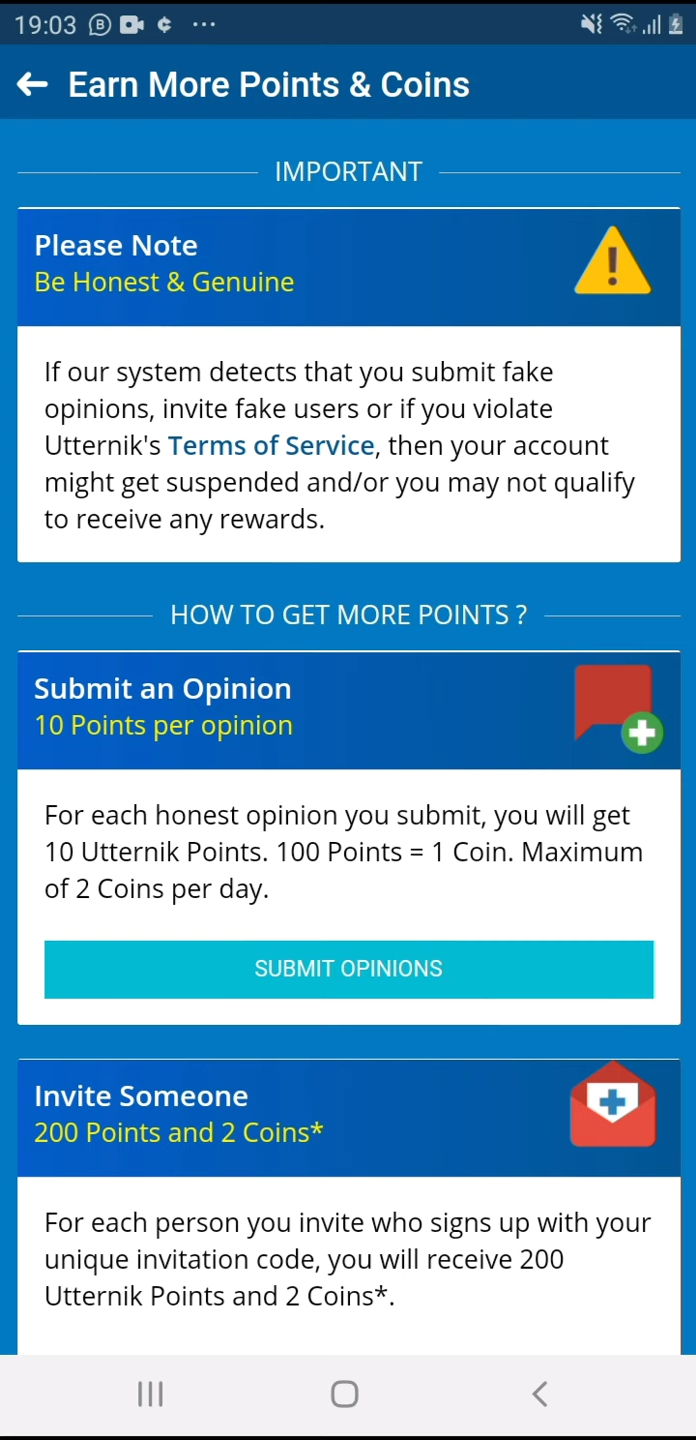 19:03
Earn More Points & Coins
IMPORTANT
Please Note
Be Honest & Genuine
If our system detects that you submit fake
opinions, invite fake users or if you violate
Utternik's Terms of Service, then your account
might get suspended and/or you may not qualify
to receive any rewards.
HOW TO GET MORE POINTS ?
Submit an Opinion
10 Points per opinion
For each honest opinion you submit, you will get
10 Utternik Points. 100 Points = 1 Coin. Maximum
of 2 Coins per day.
SUBMIT OPINIONS
Invite Someone
200 Points and 2 Coins*
For each person you invite who signs up with your
unique invitation code, you will receive 200
Utternik Points and 2 Coins*.